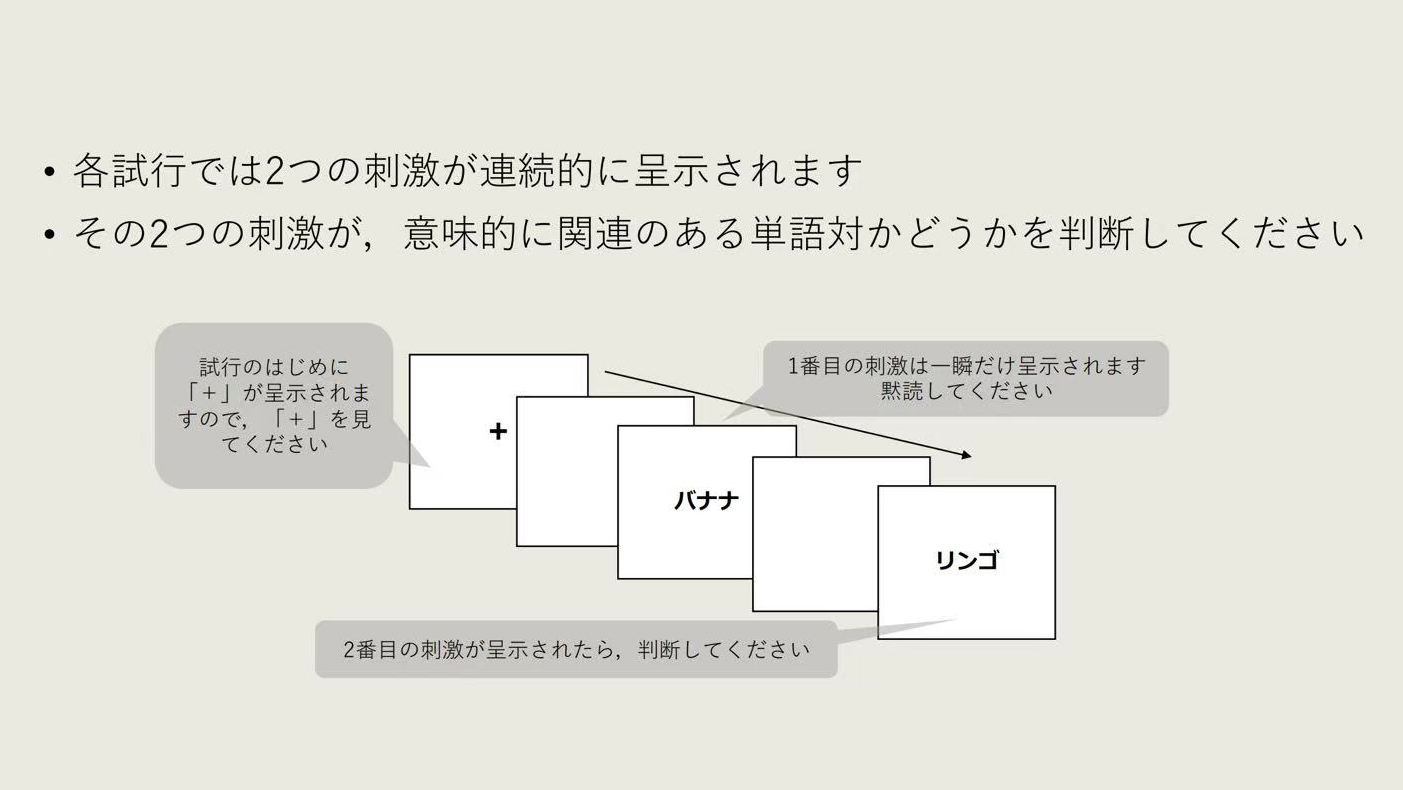 • 各試行では2つの刺激が連続的に呈示されます
• その2つの刺激が，意味的に関連のある単語対かどうかを判断してください
試行のはじめに
「＋」が呈示されま
すので，「＋」を見
てください
1番目の刺激は一瞬だけ呈示されます
黙読してください
+
バナナ
リンゴ
2番目の刺激が呈示されたら，判断してください